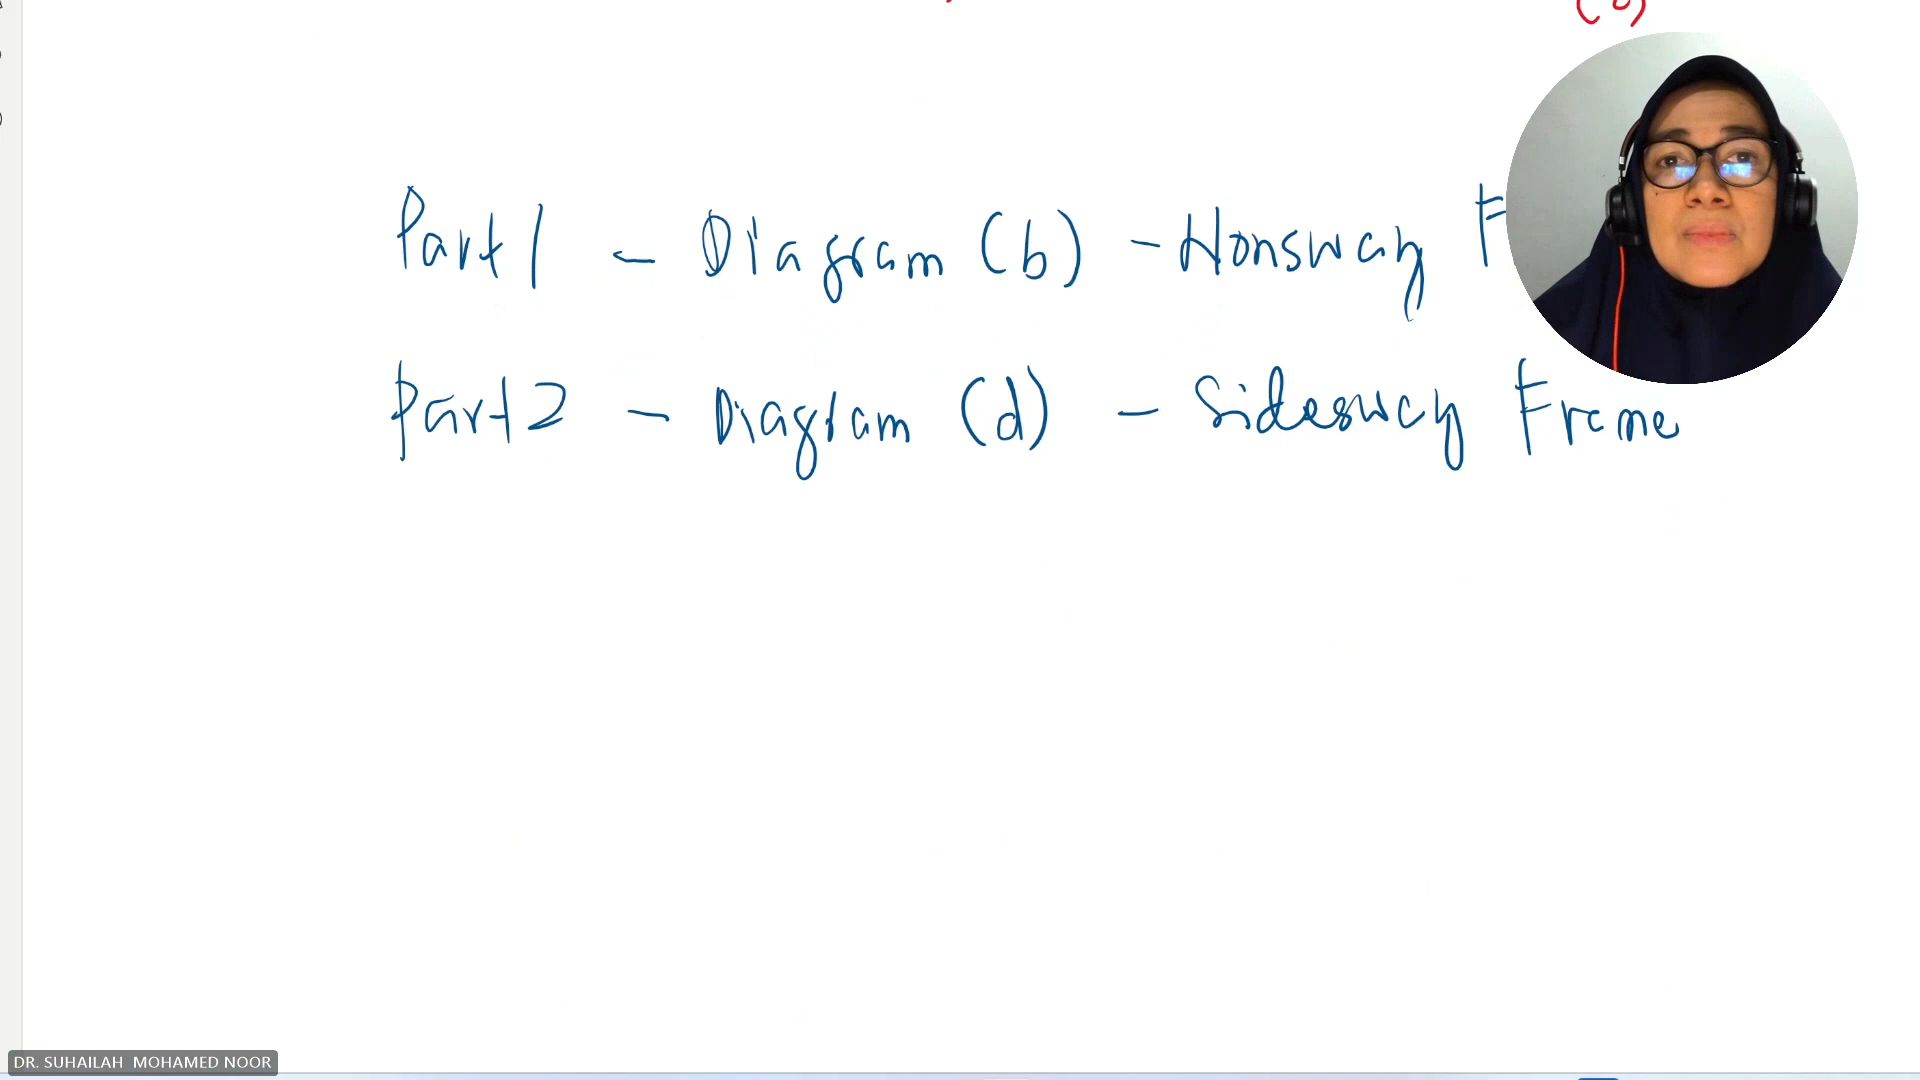 (b)
Part 1 - Diagram (b) - Nonsway F
Part 2 - Diagram (d) - Sidesway Frame
DR. SUHAILAH MOHAMED NOOR